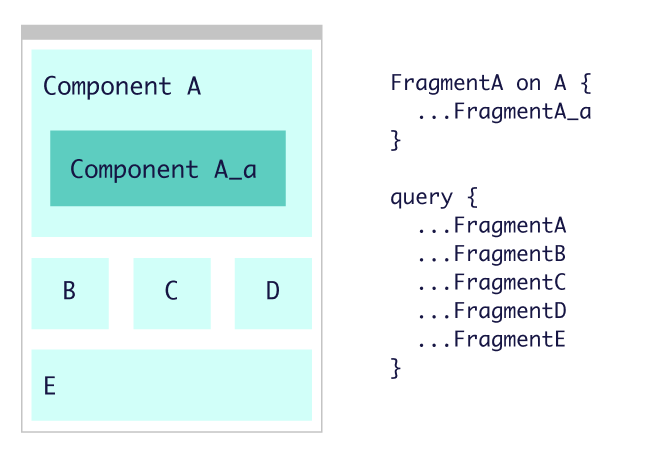 Component A
Component A_a
B
C
D
E
FragmentA on A {
  ...FragmentA_a
}
query {
  ...FragmentA
  ...FragmentB
  ...FragmentC
  ...FragmentD
  ...FragmentE
}